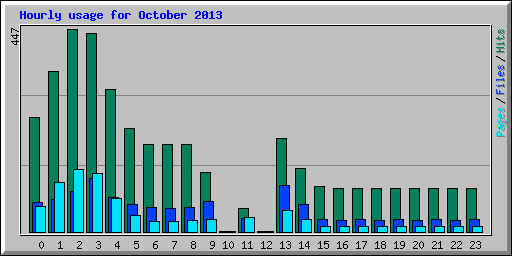 Hourly usage for October 2013
447
Pages/Files/Hits
0 1 2 3 4 5 6 7 8 9 10 11 12 13 14 15 16 17 18 19 20 21 22 23